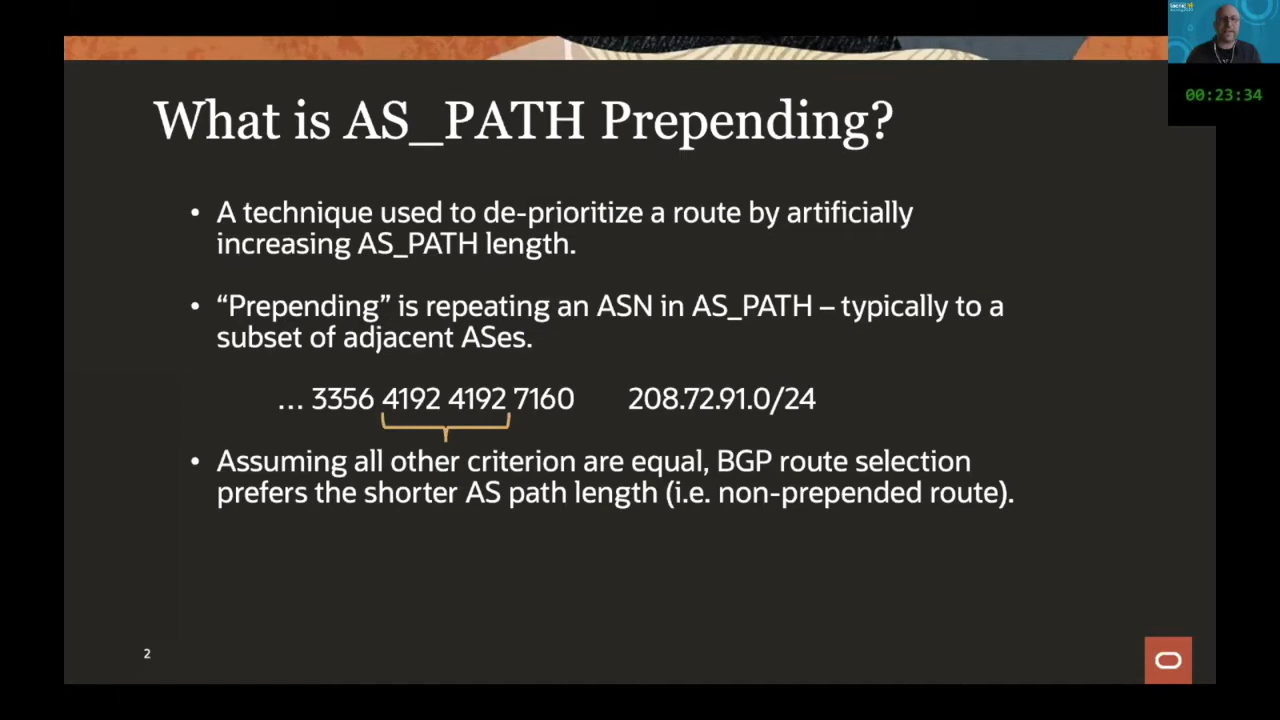 00:23:34
What is AS_PATH Prepending?
• A technique used to de-prioritize a route by artificially
increasing AS_PATH length.
• “Prepending” is repeating an ASN in AS_PATH – typically to a
subset of adjacent ASes.
… 3356 4192 4192 7160 208.72.91.0/24
• Assuming all other criterion are equal, BGP route selection
prefers the shorter AS path length (i.e. non-prepended route).
2